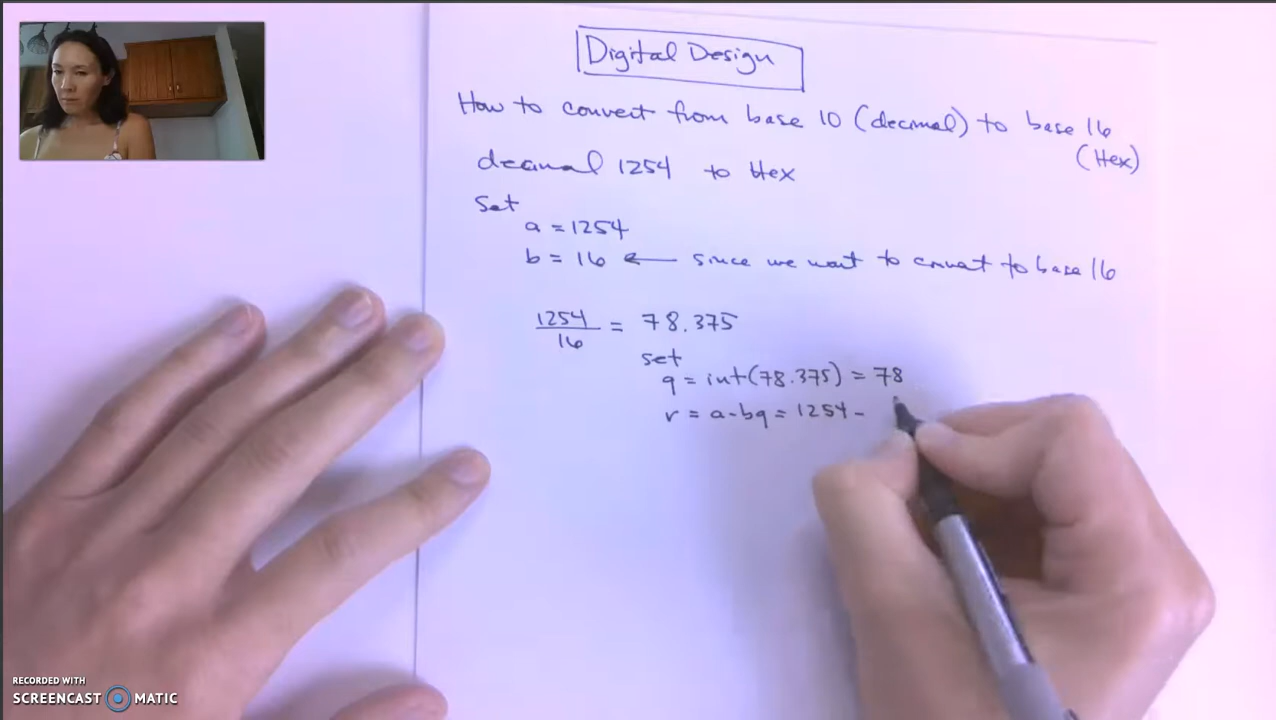 Digital Design
How to convert from base 10 (decimal) to base 16
(Hex)
decimal 1254 to Hex
Set
a = 1254
b = 16 ← since we want to convert to base 16
1254/16 = 78.375
set
q = int(78.375) = 78
r = a-bq = 1254 -
RECORDED WITH
SCREENCAST MATIC